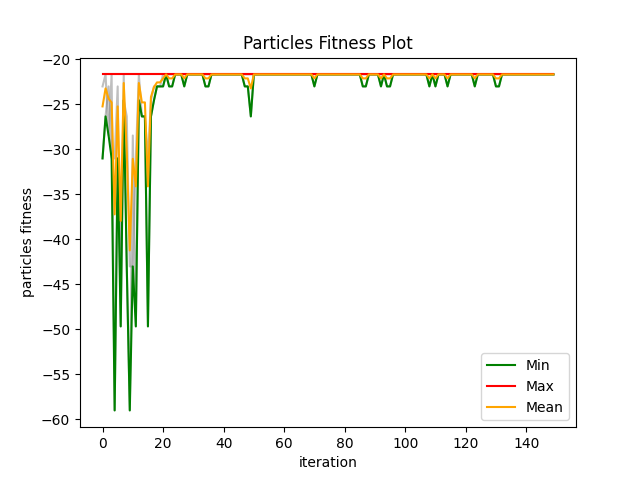 Particles Fitness Plot
particles fitness
−20
−25
−30
−35
−40
−45
−50
−55
−60
0 20 40 60 80 100 120 140
iteration
Min
Max
Mean